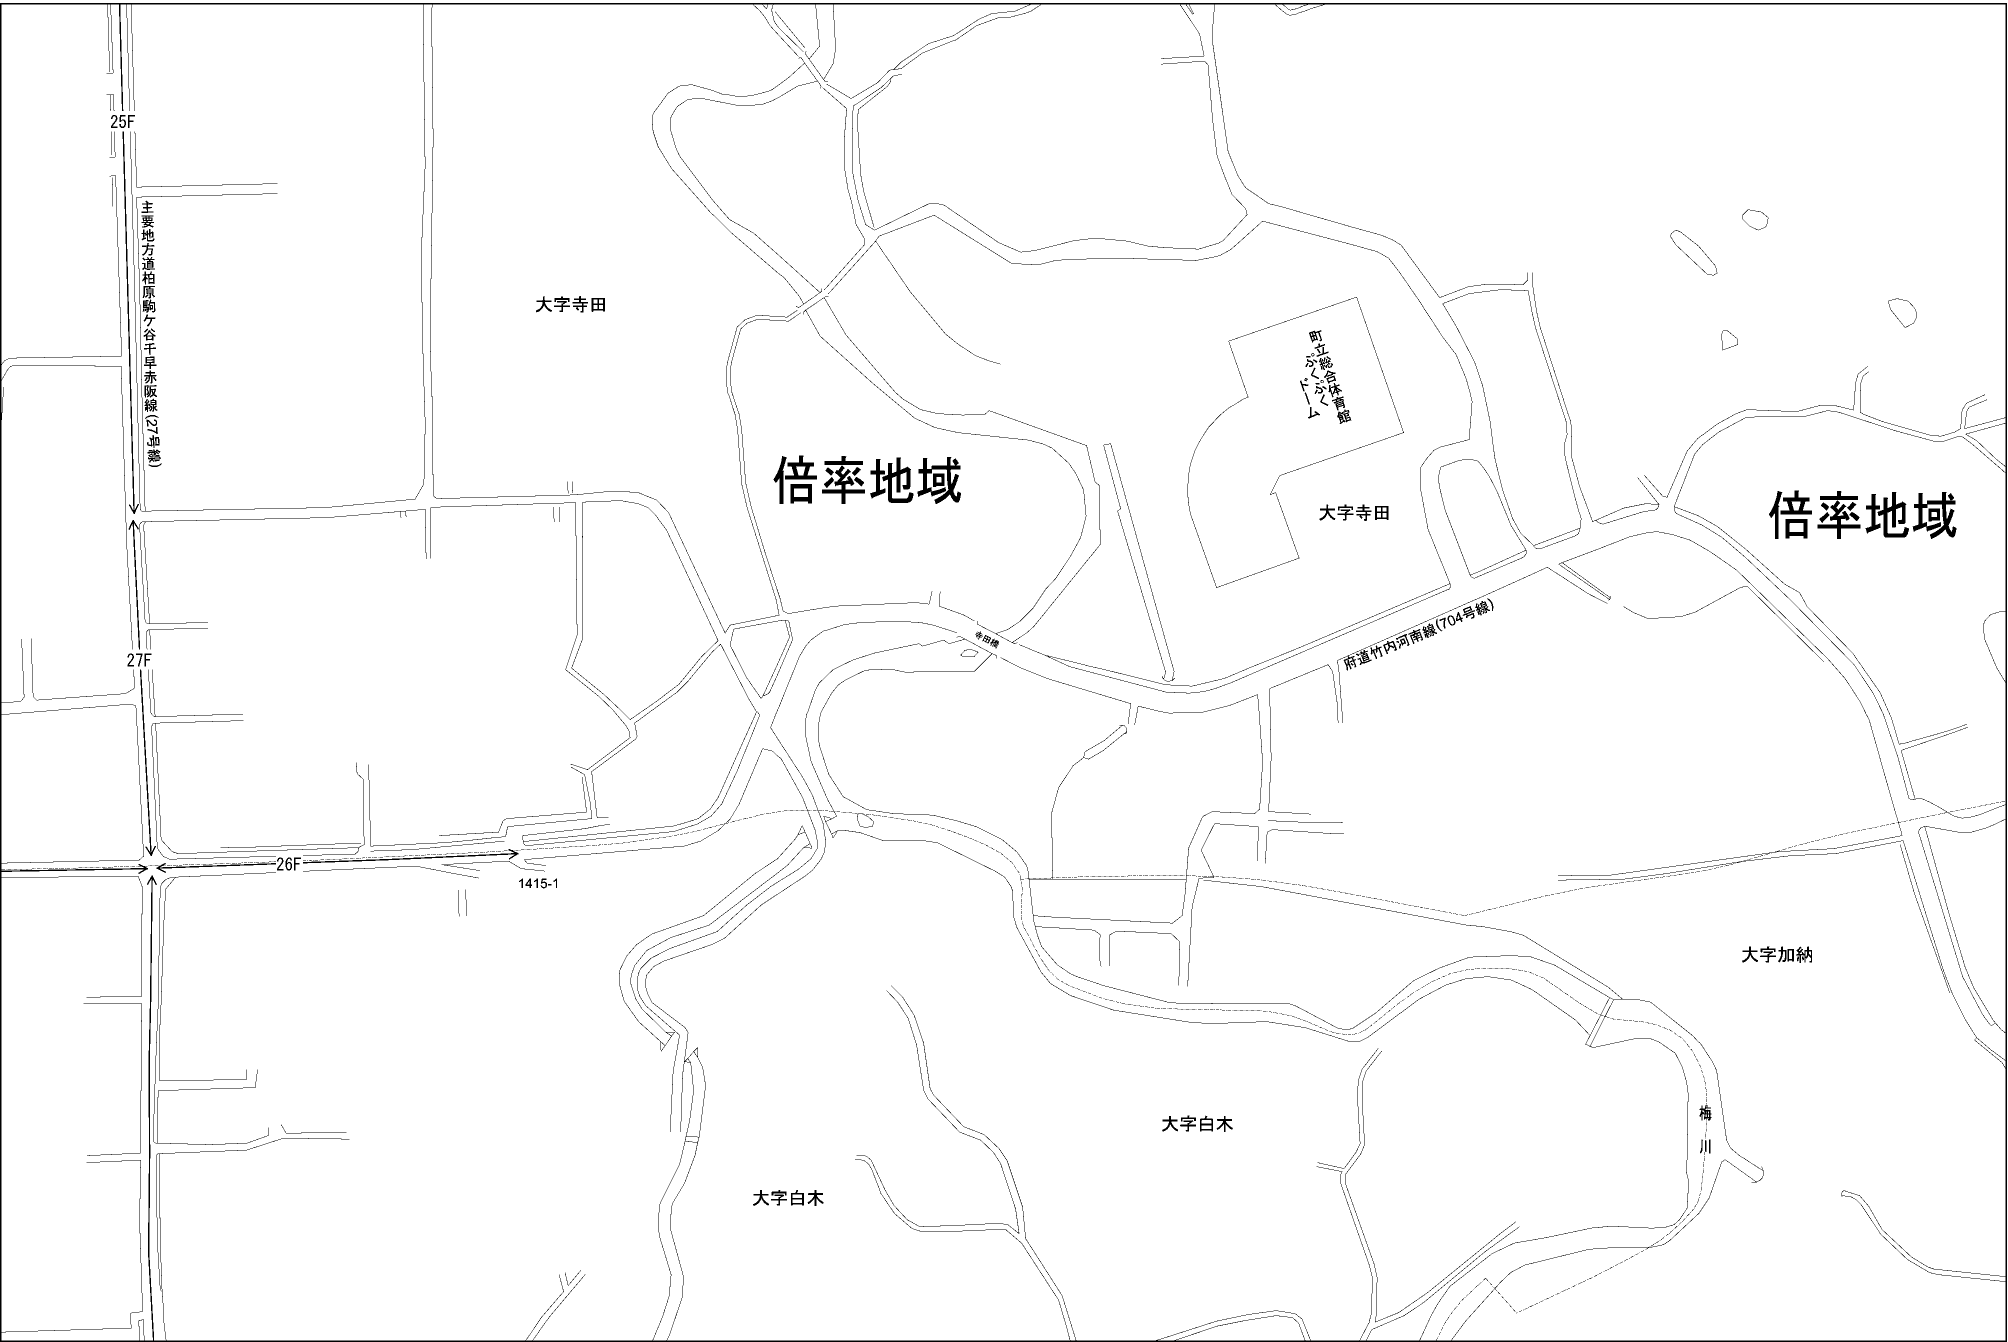 25F
主要地方道柏原駒ケ谷千早赤阪線(27号線)
大字寺田
町立総合体育館
ぷくぷく
ドーム
倍率地域
大字寺田
倍率地域
27F
寺田橋
府道竹内河南線(704号線)
26F
1415-1
大字加納
梅川
大字白木
大字白木